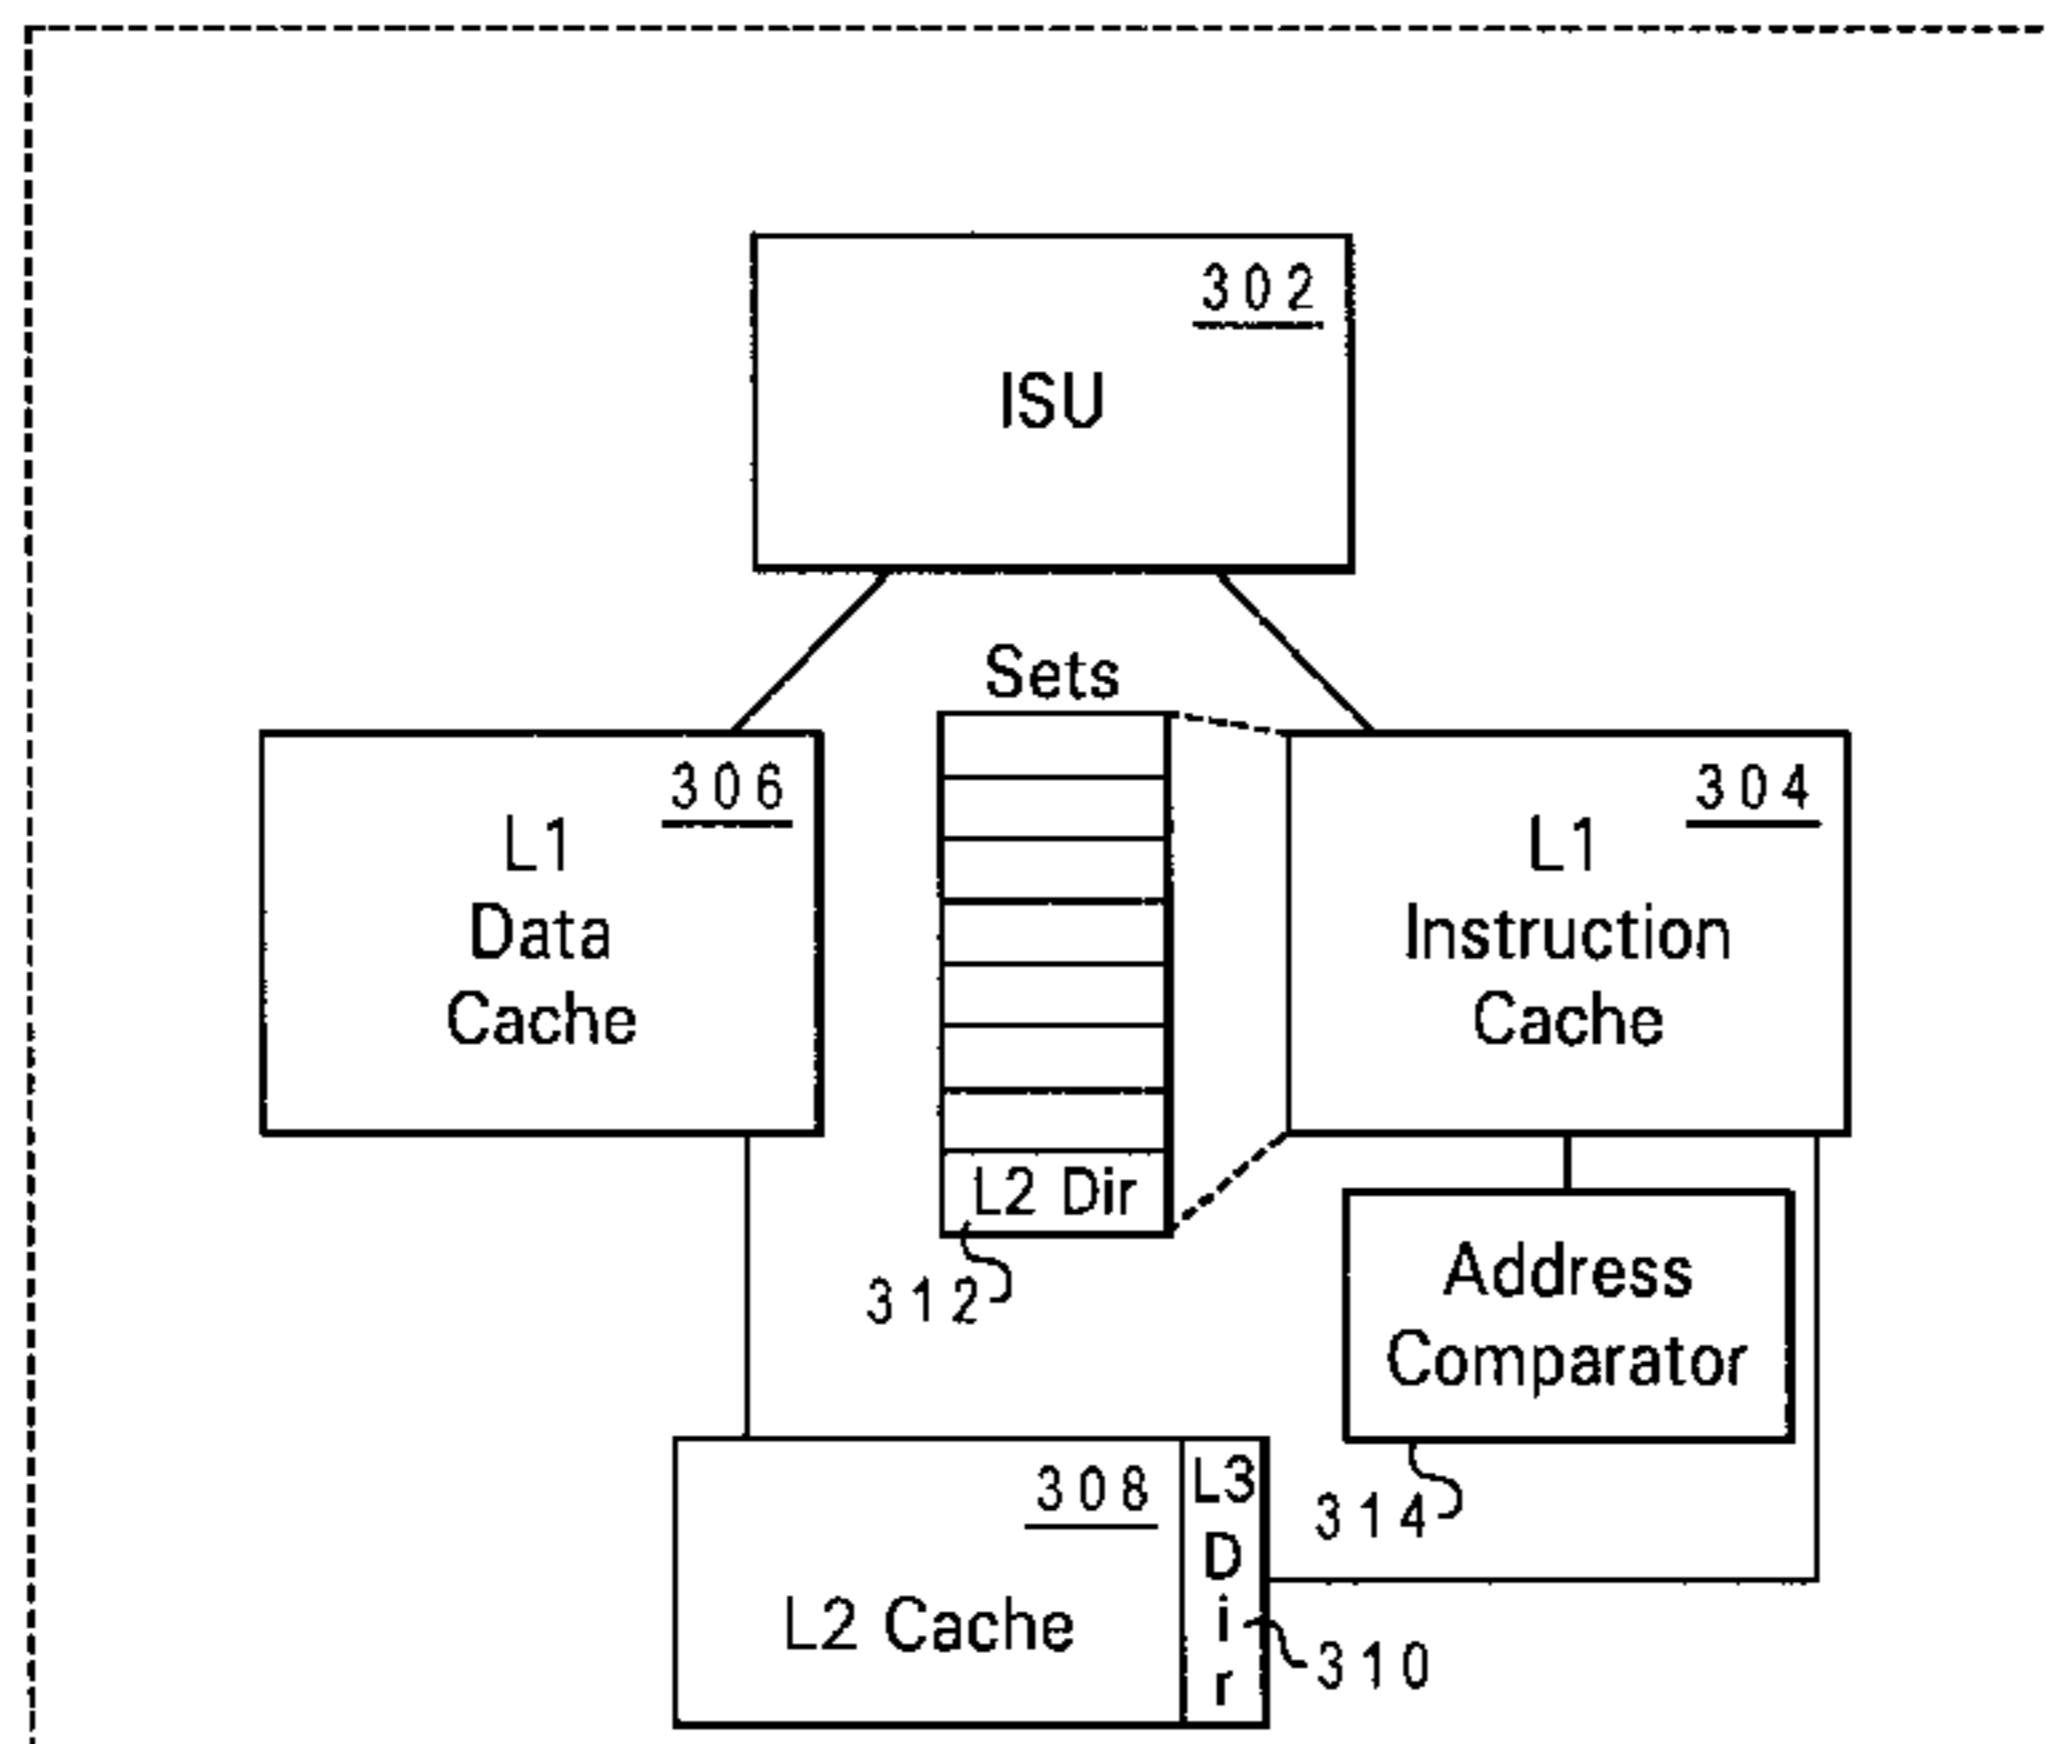 302
ISU
Sets
306
L1
Data
Cache
304
L1
Instruction
Cache
L2 Dir
312
Address
Comparator
314
308
L2 Cache
L3
D
i
r
310